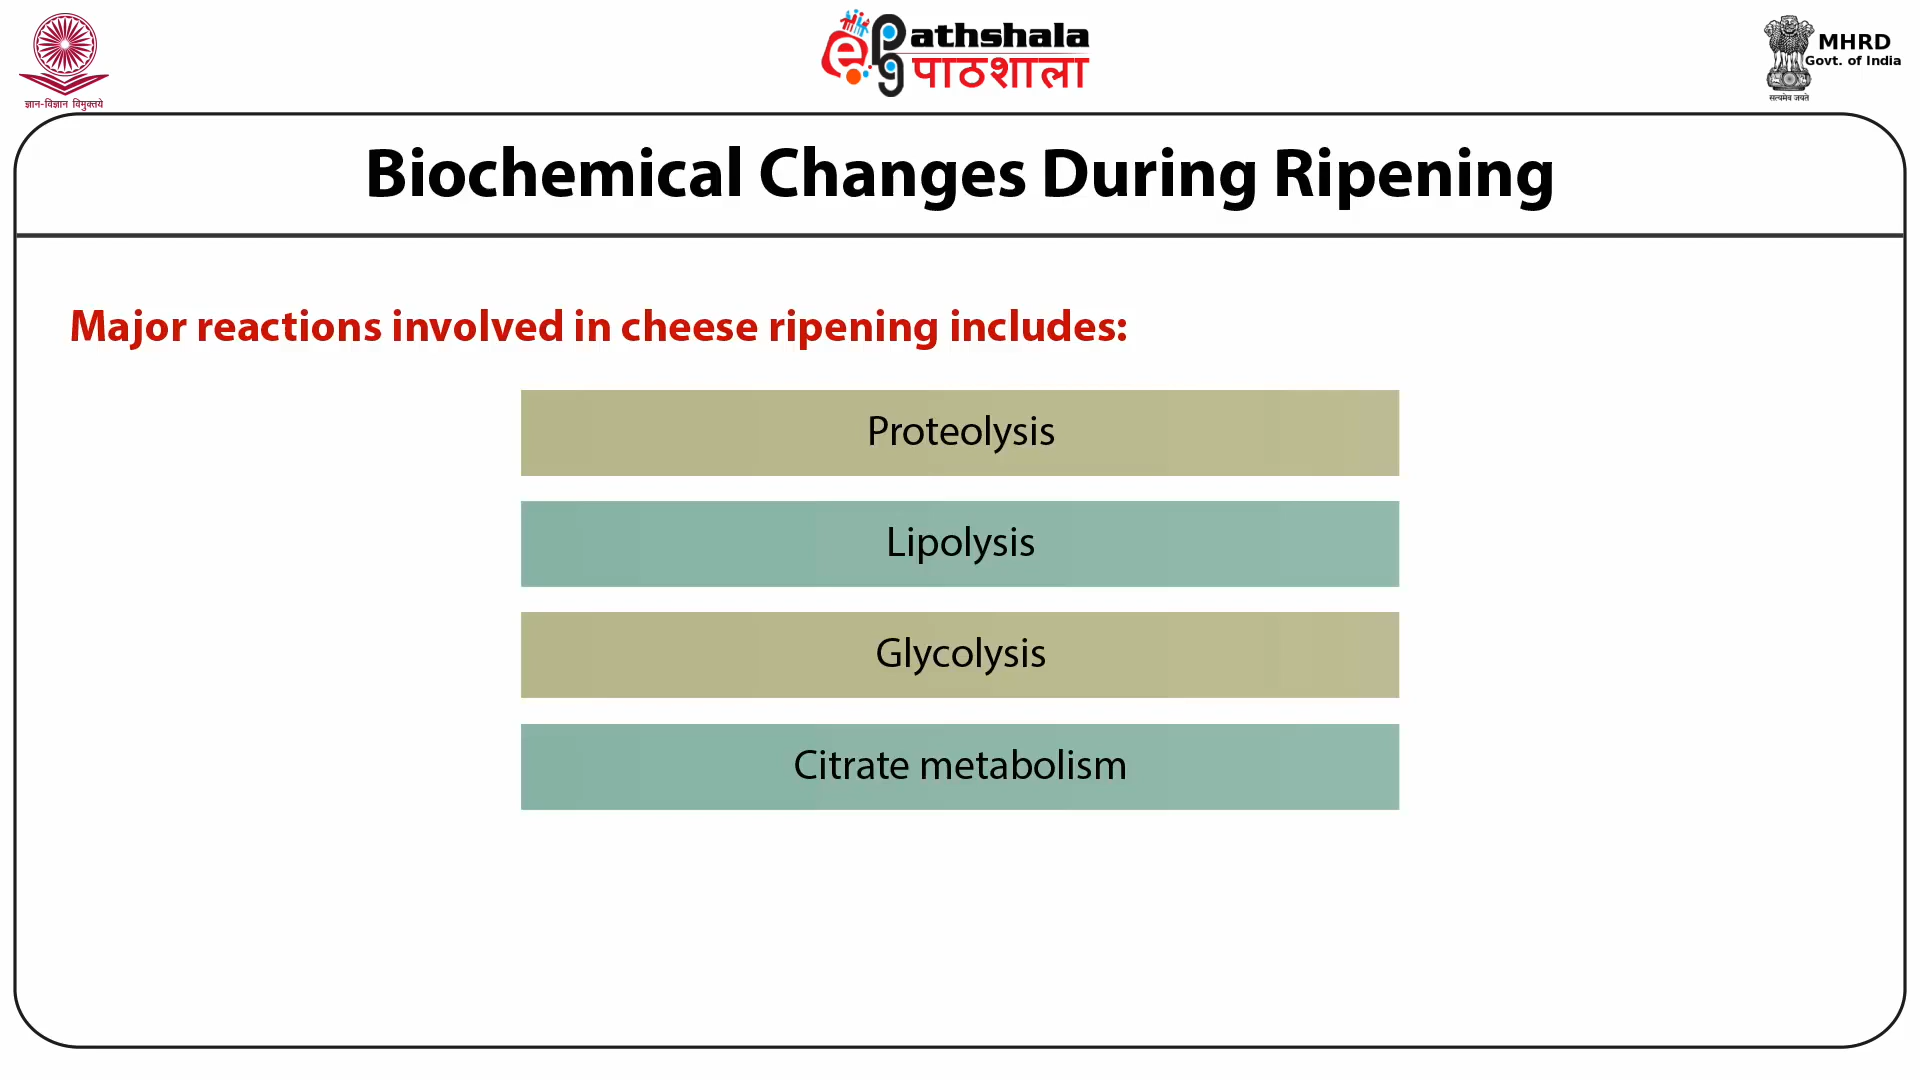 ज्ञान-विज्ञान विमुक्तये
ePathshala
पाठशाला
MHRD
Govt. of India
सत्यमेव जयते
Biochemical Changes During Ripening
Major reactions involved in cheese ripening includes:
Proteolysis
Lipolysis
Glycolysis
Citrate metabolism